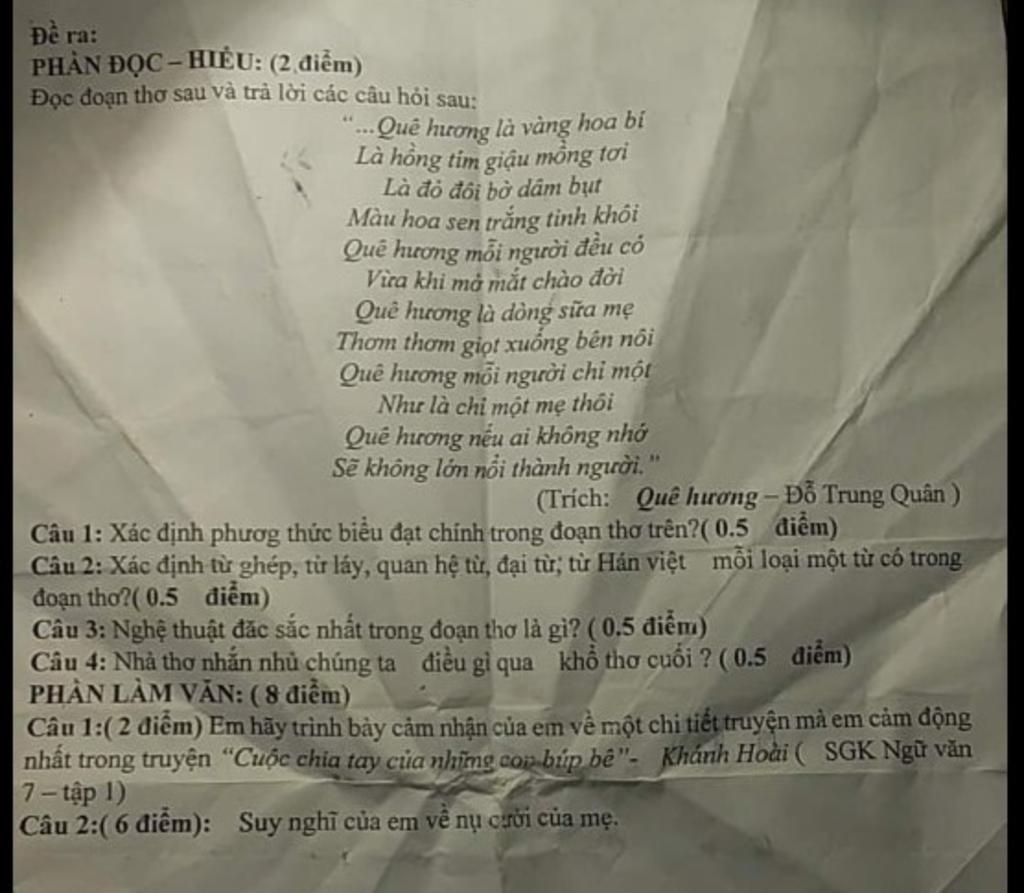 Đề ra:
PHẦN ĐỌC – HIỂU: (2 điểm)
Đọc đoạn thơ sau và trả lời các câu hỏi sau:
"...Quê hương là vàng hoa bí
Là hồng tím giậu mồng tơi
Là đỏ đôi bờ dâm bụt
Màu hoa sen trắng tinh khôi
Quê hương mỗi người đều có
Vừa khi mở mắt chào đời
Quê hương là dòng sữa mẹ
Thơm thơm giọt xuống bên nôi
Quê hương mỗi người chỉ một
Như là chỉ một mẹ thôi
Quê hương nếu ai không nhớ
Sẽ không lớn nổi thành người."
(Trích: Quê hương – Đỗ Trung Quân )
Câu 1: Xác định phươg thức biểu đạt chính trong đoạn thơ trên?( 0.5 điểm)
Câu 2: Xác định từ ghép, từ láy, quan hệ từ, đại từ; từ Hán việt mỗi loại một từ có trong
đoạn thơ?( 0.5 điểm)
Câu 3: Nghệ thuật đăc sắc nhất trong đoạn thơ là gì? ( 0.5 điểm)
Câu 4: Nhà thơ nhắn nhủ chúng ta điều gì qua khổ thơ cuối ? ( 0.5 điểm)
PHẦN LÀM VĂN: ( 8 điểm)
Câu 1:( 2 điểm) Em hãy trình bày cảm nhận của em về một chi tiết truyện mà em cảm động
nhất trong truyện "Cuộc chia tay của những con búp bê"- Khánh Hoài ( SGK Ngữ văn
7 – tập 1)
Câu 2:( 6 điểm): Suy nghĩ của em về nụ cười của mẹ.